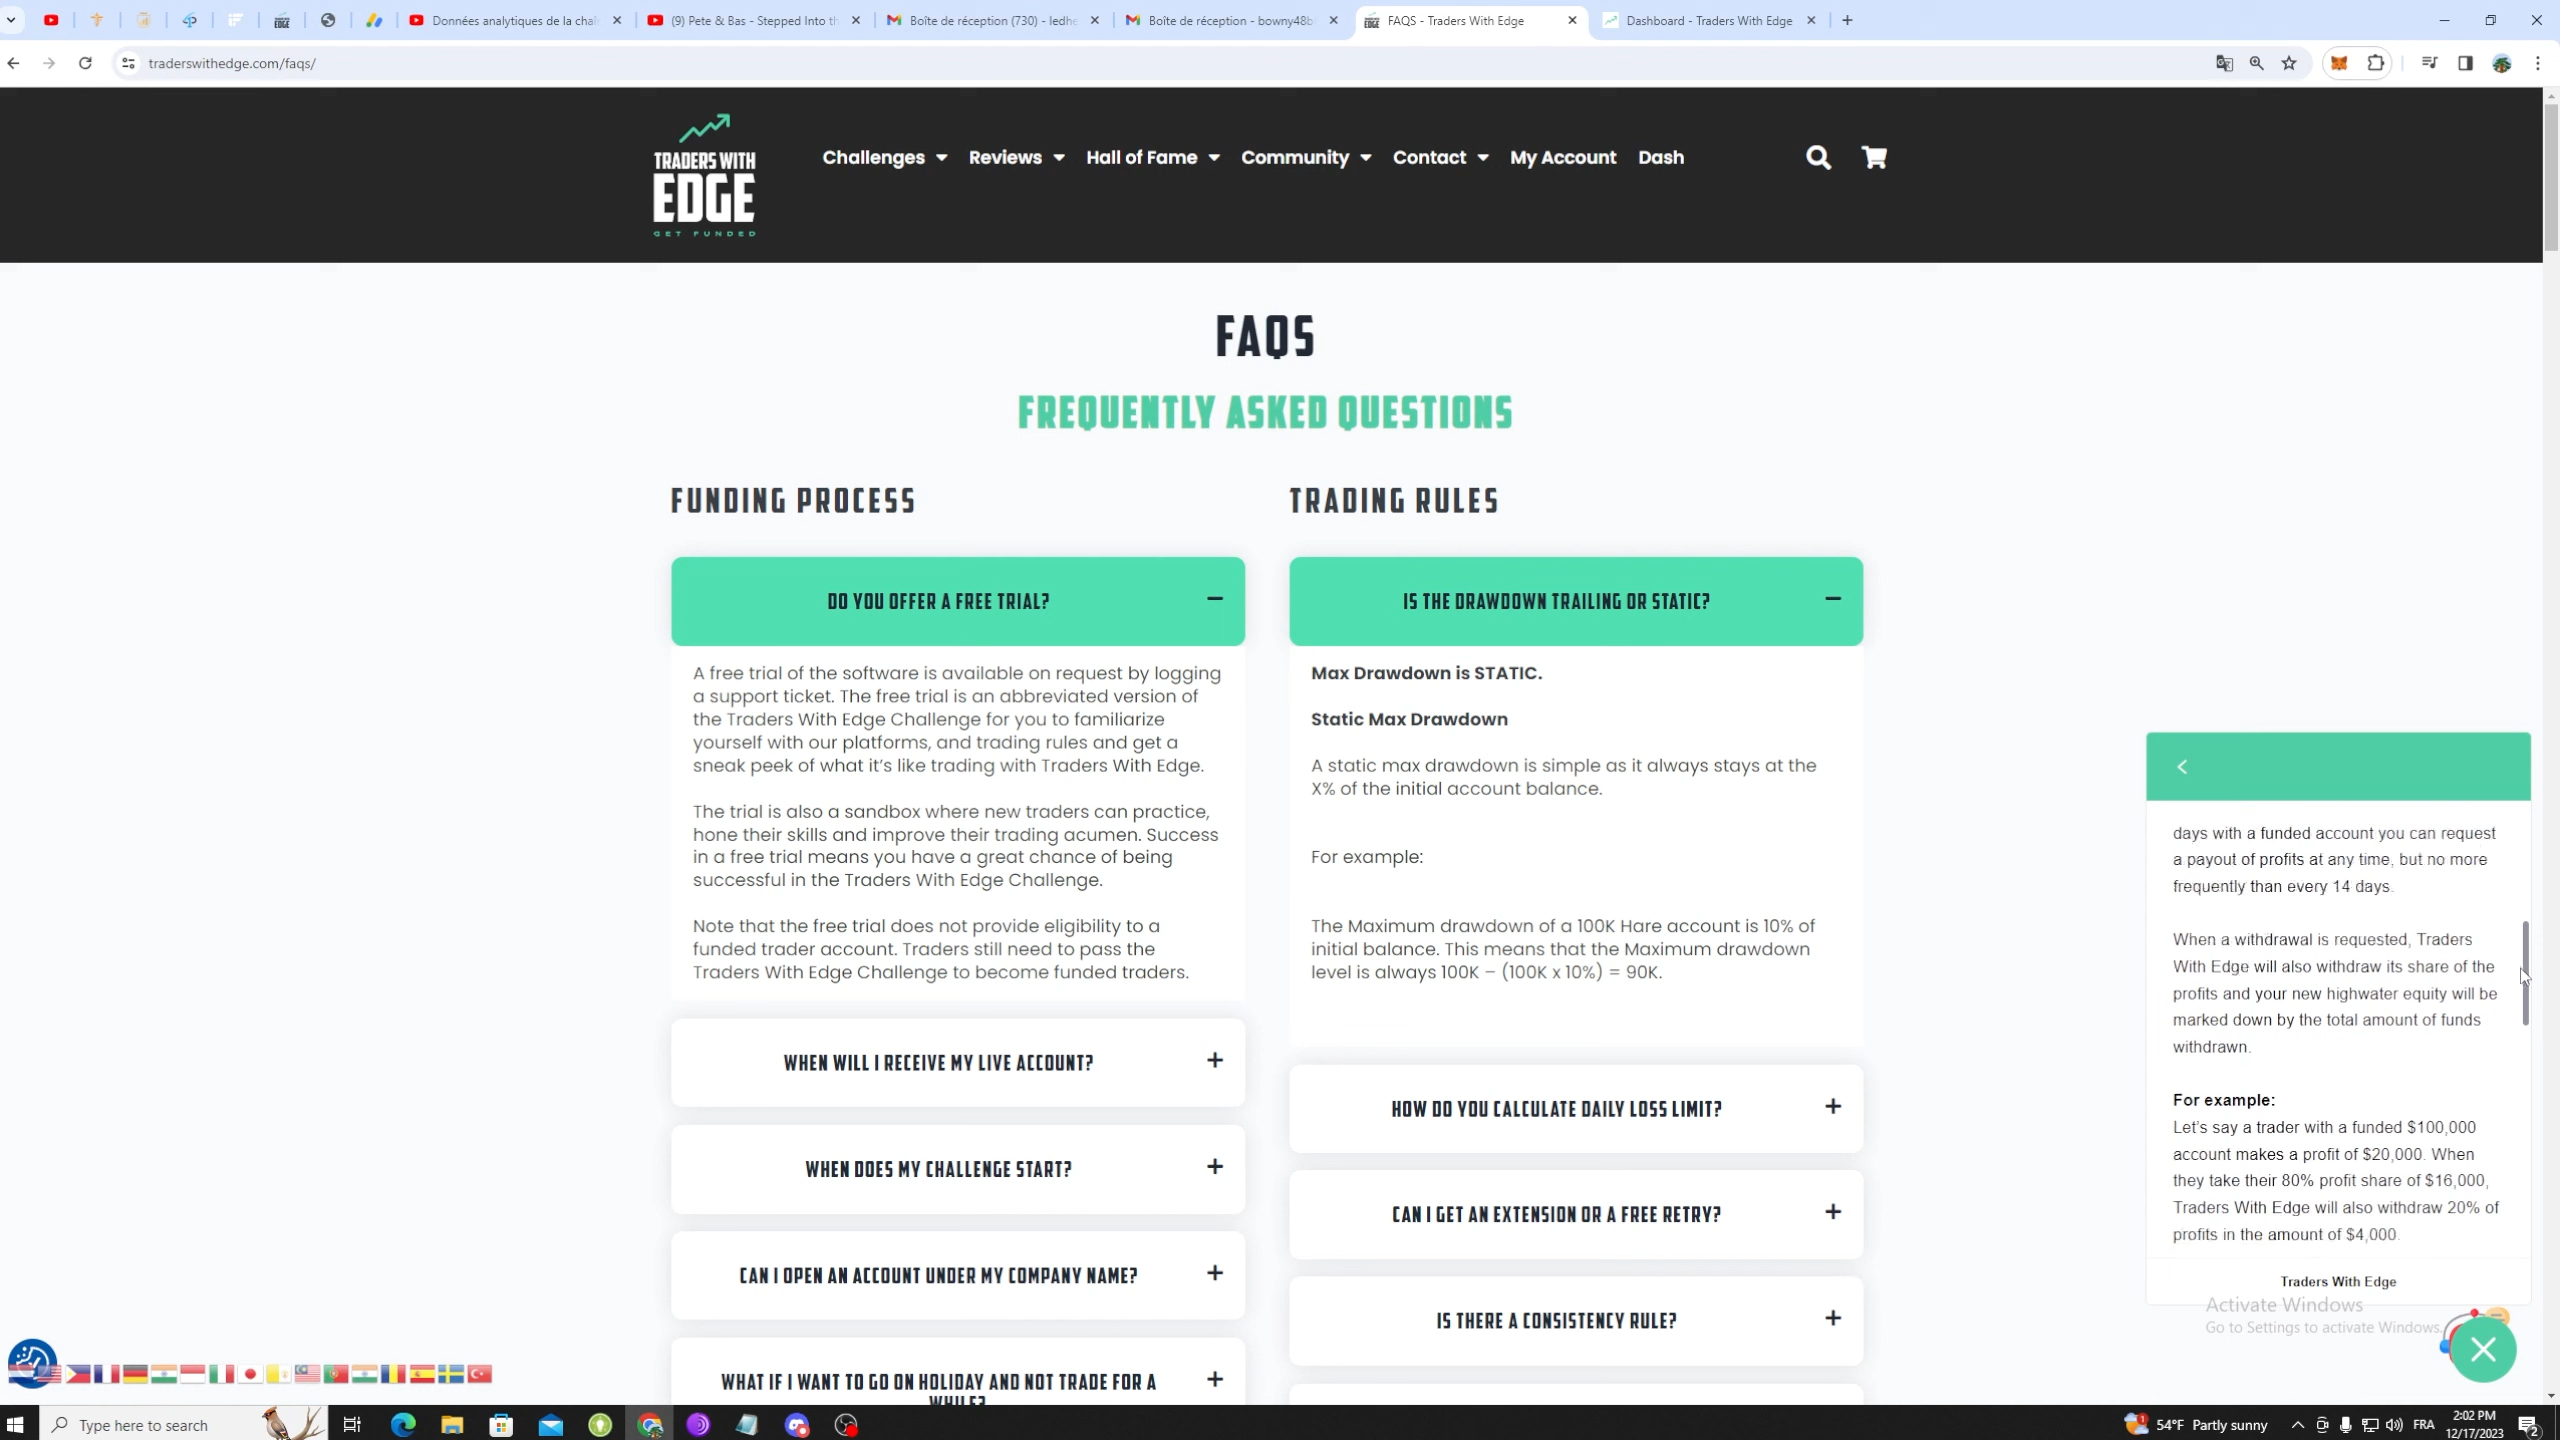 Données analytiques de la chaî
(9) Pete & Bas - Stepped Into th
Boîte de réception (730) - ledhe
Boîte de réception - bowny48b
FAQS - Traders With Edge
Dashboard - Traders With Edge
traderswithedge.com/faqs/
TRADERS WITH
EDGE
GET FUNDED
Challenges
Reviews
Hall of Fame
Community
Contact
My Account
Dash
FAQS
FREQUENTLY ASKED QUESTIONS
FUNDING PROCESS
DO YOU OFFER A FREE TRIAL?
A free trial of the software is available on request by logging
a support ticket. The free trial is an abbreviated version of
the Traders With Edge Challenge for you to familiarize
yourself with our platforms, and trading rules and get a
sneak peek of what it's like trading with Traders With Edge.
The trial is also a sandbox where new traders can practice,
hone their skills and improve their trading acumen. Success
in a free trial means you have a great chance of being
successful in the Traders With Edge Challenge.
Note that the free trial does not provide eligibility to a
funded trader account. Traders still need to pass the
Traders With Edge Challenge to become funded traders.
WHEN WILL I RECEIVE MY LIVE ACCOUNT?
WHEN DOES MY CHALLENGE START?
CAN I OPEN AN ACCOUNT UNDER MY COMPANY NAME?
WHAT IF I WANT TO GO ON HOLIDAY AND NOT TRADE FOR A
WHILE?
TRADING RULES
IS THE DRAWDOWN TRAILING OR STATIC?
Max Drawdown is STATIC.
Static Max Drawdown
A static max drawdown is simple as it always stays at the
X% of the initial account balance.
For example:
The Maximum drawdown of a 100K Hare account is 10% of
initial balance. This means that the Maximum drawdown
level is always 100K – (100K x 10%) = 90K.
HOW DO YOU CALCULATE DAILY LOSS LIMIT?
CAN I GET AN EXTENSION OR A FREE RETRY?
IS THERE A CONSISTENCY RULE?
days with a funded account you can request
a payout of profits at any time, but no more
frequently than every 14 days.
When a withdrawal is requested, Traders
With Edge will also withdraw its share of the
profits and your new highwater equity will be
marked down by the total amount of funds
withdrawn.
For example:
Let's say a trader with a funded $100,000
account makes a profit of $20,000. When
they take their 80% profit share of $16,000,
Traders With Edge will also withdraw 20% of
profits in the amount of $4,000.
Traders With Edge
Activate Windows
Go to Settings to activate Windows.
Type here to search
54°F Partly sunny
FRA
2:02 PM
12/17/2023
2